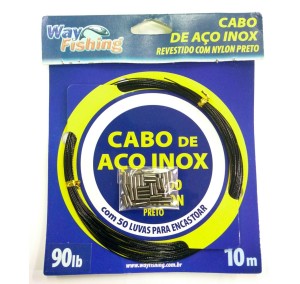 Way
Fishing
CABO
DE AÇO INOX
REVESTIDO COM NYLON PRETO
CABO DE
AÇO INOX
PRETO
COM 50 LUVAS PARA ENCASTOAR
90lb
10m
www.wayfishing.com.br